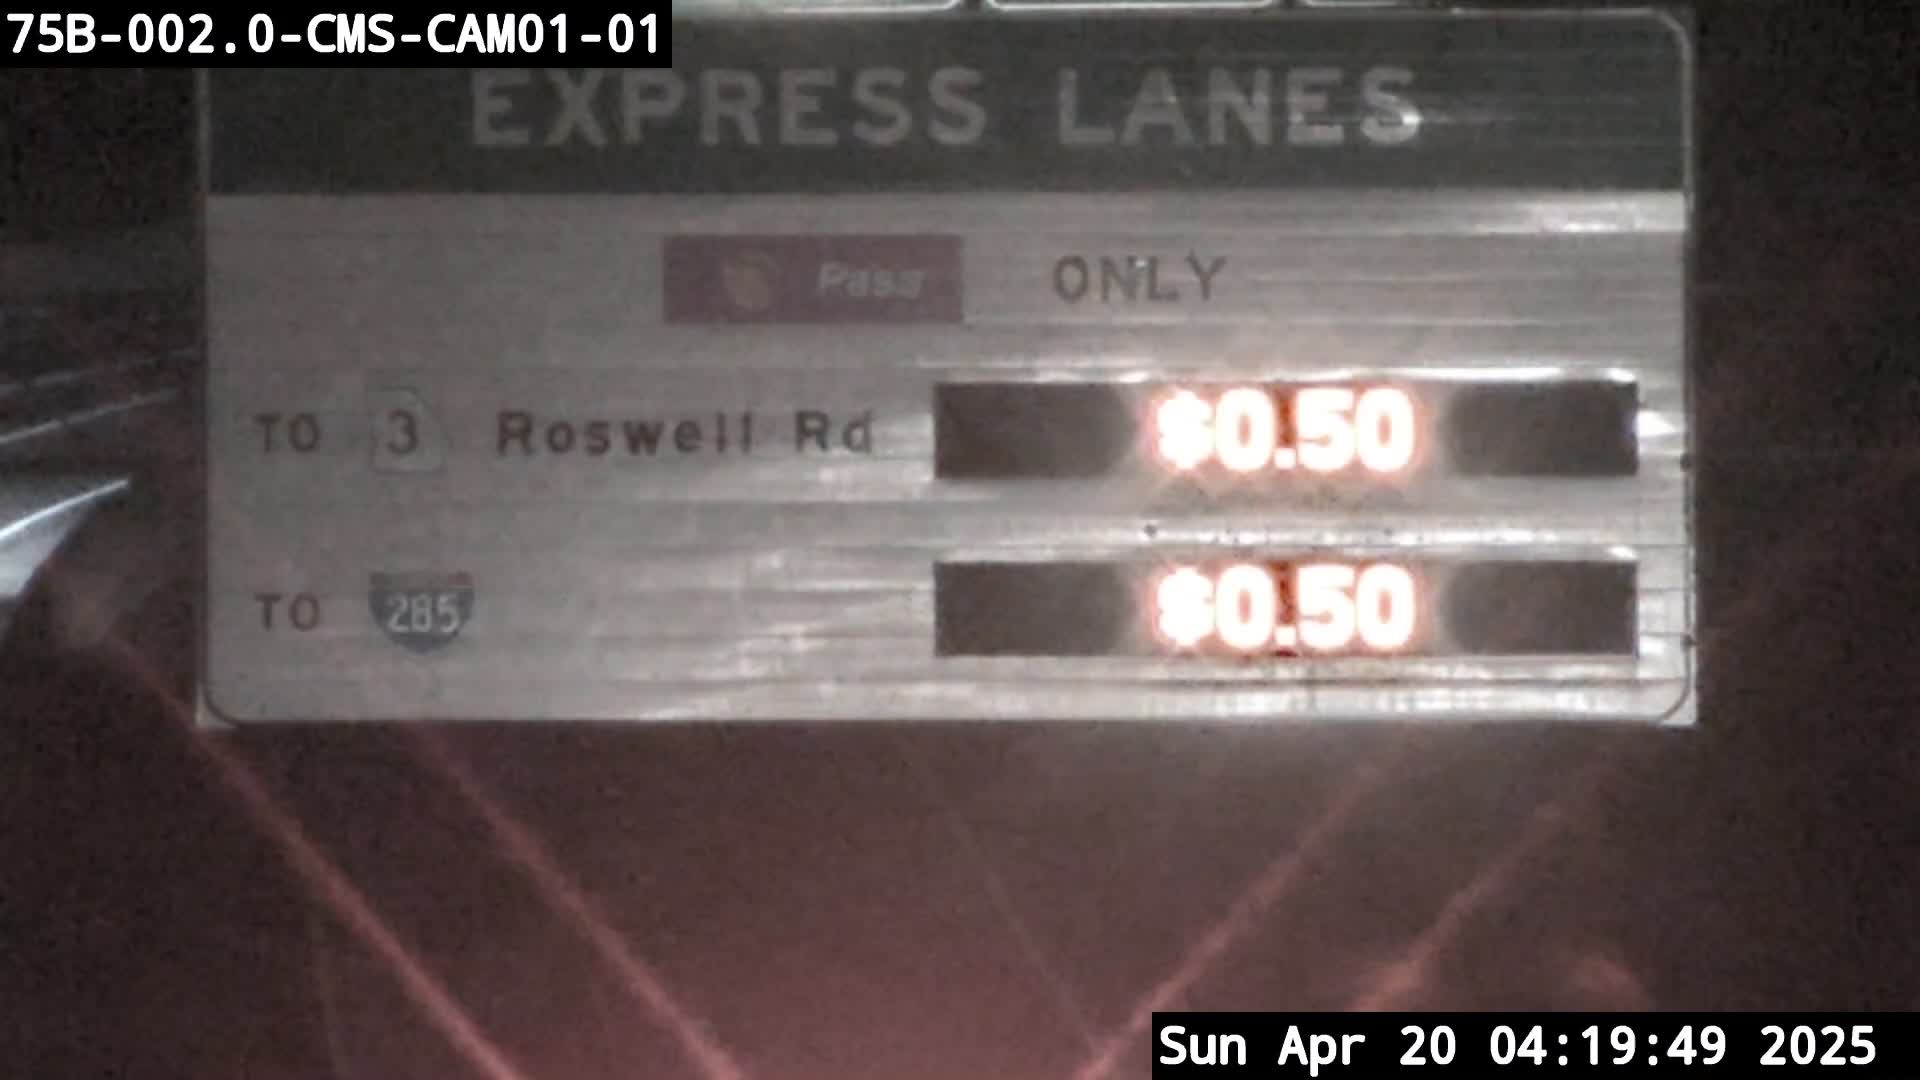 75B-002.0-CMS-CAM01-01
EXPRESS LANES
Pass ONLY
TO 3 Roswell Rd $0.50
TO 285 $0.50
Sun Apr 20 04:19:49 2025